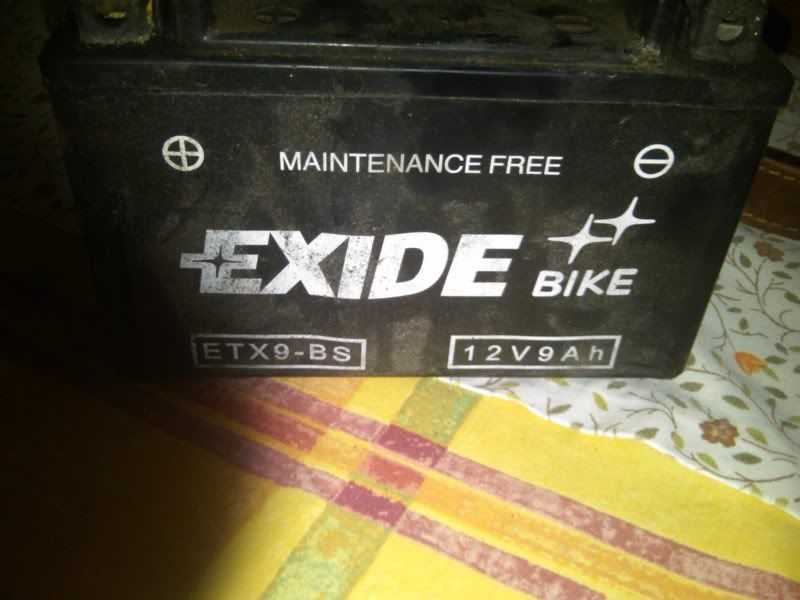 MAINTENANCE FREE
EXIDE BIKE
ETX9-BS 12V9Ah